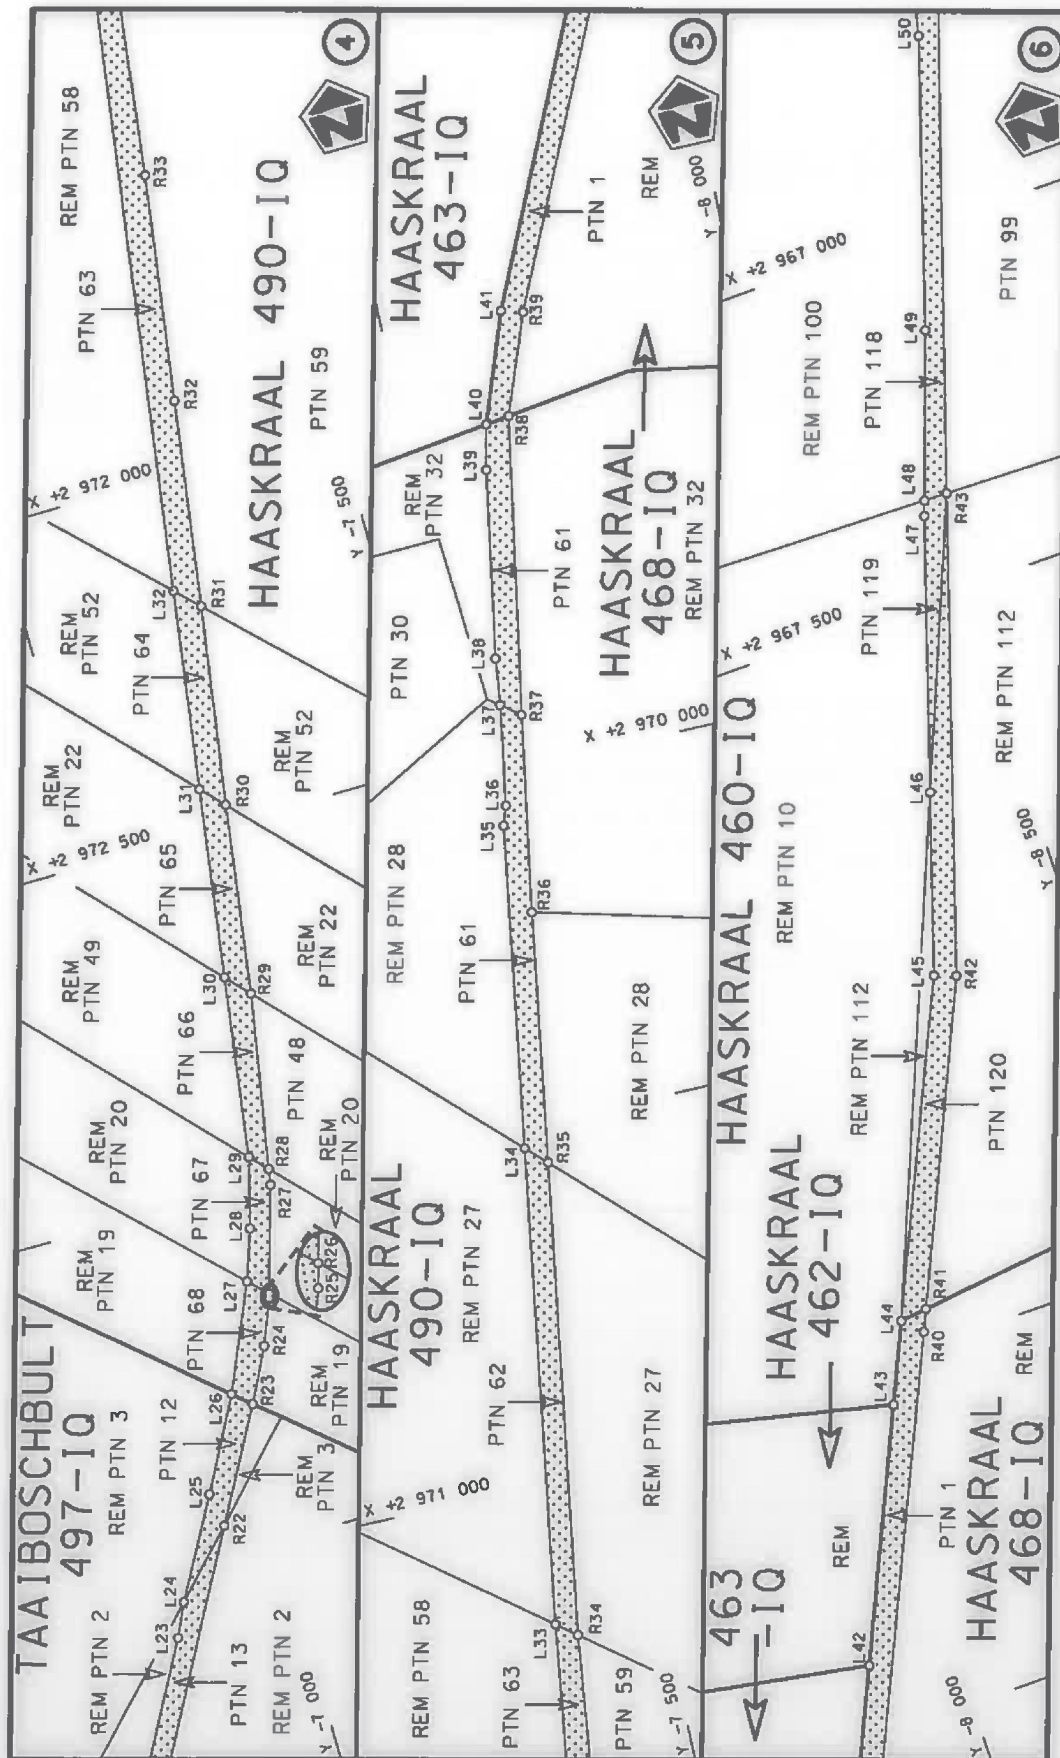 TAAIBOSCHBULT
497-IQ
REM PTN 2
PTN 13
REM PTN 2
Y -7 000
L23
L24
R22
L25
REM PTN 3
PTN 12
REM
PTN 3
L26
R23
REM
PTN 19
PTN 68
R24
REM
PTN 19
L27
R25
R26
L28
R27
PTN 67
REM
PTN 20
REM
PTN 20
L29
R28
PTN 66
PTN 48
REM
PTN 49
L30
R29
X +2 972 500
PTN 65
REM
PTN 22
REM
PTN 22
L31
R30
PTN 64
REM
PTN 52
REM
PTN 52
L32
R31
X +2 972 000
Y -7 500
HAASKRAAL 490-IQ
PTN 59
R32
PTN 63
R33
REM PTN 58
4
N
REM PTN 58
PTN 63
PTN 59
Y -7 500
L33
R34
X +2 971 000
HAASKRAAL
490-IQ
PTN 62
REM PTN 27
REM PTN 27
L34
R35
REM PTN 28
PTN 61
REM PTN 28
R36
L35
L36
L37
R37
X +2 970 000
PTN 30
L38
REM
PTN 32
PTN 61
HAASKRAAL
468-IQ
REM PTN 32
L39
L40
R38
HAASKRAAL
463-IQ
L41
R39
PTN 1
REM
Y -8 000
5
N
463
-IQ
L42
Y -8 000
REM
PTN 1
HAASKRAAL
468-IQ
HAASKRAAL
462-IQ
L43
L44
R40
R41
REM
REM PTN 112
PTN 120
HAASKRAAL 460-IQ
REM PTN 10
L45
R42
L46
Y -8 500
REM PTN 112
X +2 967 500
PTN 119
L47
L48
R43
REM PTN 100
PTN 118
X +2 967 000
L49
PTN 99
L50
6
N